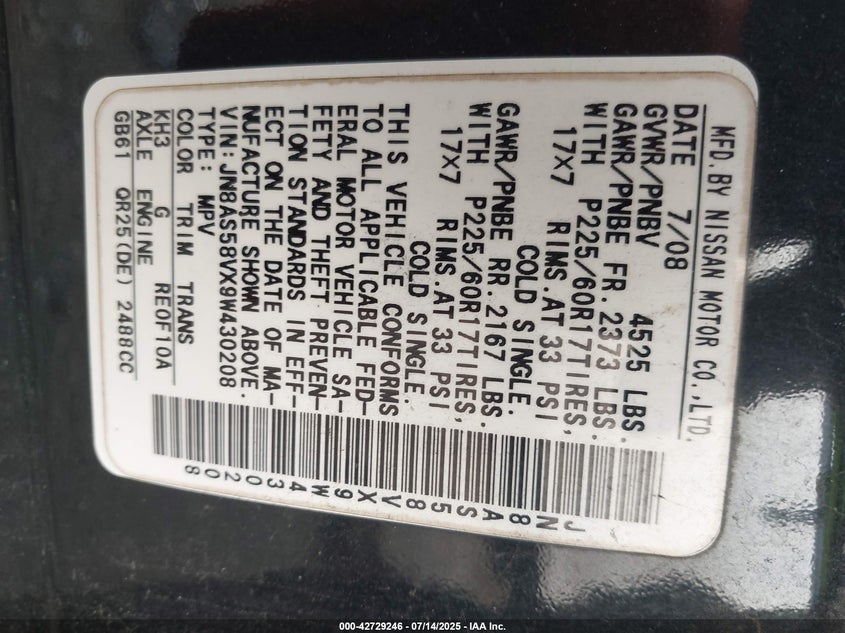 MFD. BY NISSAN MOTOR CO.,LTD.
DATE 7/08
GVWR/PNBV 4525 LBS.
GAWR/PNBE FR. 2373 LBS.
WITH P225/60R17TIRES,
17X7 RIMS.AT 33 PSI
COLD SINGLE.
GAWR/PNBE RR. 2167 LBS.
WITH P225/60R17TIRES,
17X7 RIMS.AT 33 PSI
COLD SINGLE.
THIS VEHICLE CONFORMS
TO ALL APPLICABLE FED-
ERAL MOTOR VEHICLE SA-
FETY AND THEFT PREVEN-
TION STANDARDS IN EFF-
ECT ON THE DATE OF MA-
NUFACTURE SHOWN ABOVE.
VIN: JN8AS58VX9W430208
TYPE: MPV
COLOR TRIM TRANS
KH3 G RE0F10A
AXLE ENGINE
GB61 QR25(DE) 2488CC
JN8AS58VX9W430208
000-42729246 - 07/14/2025 - IAA Inc.